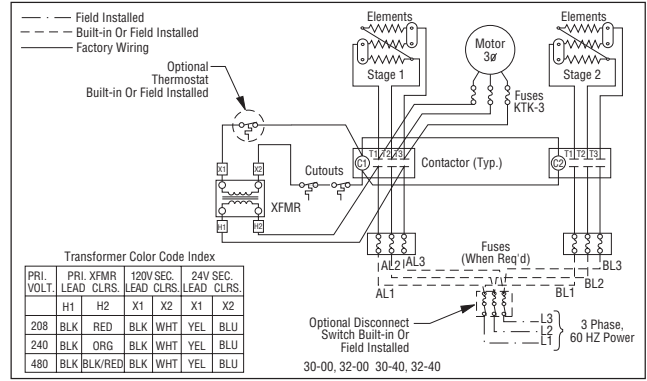 Field Installed
Built-in Or Field Installed
Factory Wiring
Optional
Thermostat
Built-in Or Field Installed
Elements
Stage 1
Motor
3ø
Elements
Stage 2
Fuses
KTK-3
C1
T1 T2 T3
Contactor (Typ.)
C2
T1 T2 T3
X1
X2
Cutouts
XFMR
H1
H2
AL1
AL2
AL3
Fuses
(When Req'd)
BL1
BL2
BL3
Optional Disconnect
Switch Built-in Or
Field Installed
L3
L2
L1
3 Phase,
60 HZ Power
30-00, 32-00 30-40, 32-40
Transformer Color Code Index
PRI. VOLT. PRI. XFMR LEAD CLRS. 120V SEC. LEAD CLRS. 24V SEC. LEAD CLRS.
H1 H2 X1 X2 X1 X2
208 BLK RED BLK WHT YEL BLU
240 BLK ORG BLK WHT YEL BLU
480 BLK BLK/RED BLK WHT YEL BLU